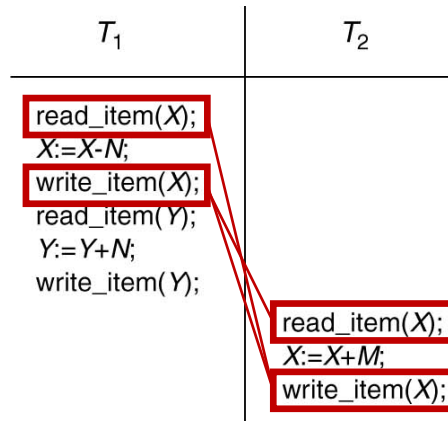 T1 T2
read_item(X);
X:=X-N;
write_item(X);
read_item(Y);
Y:=Y+N;
write_item(Y);
read_item(X);
X:=X+M;
write_item(X);